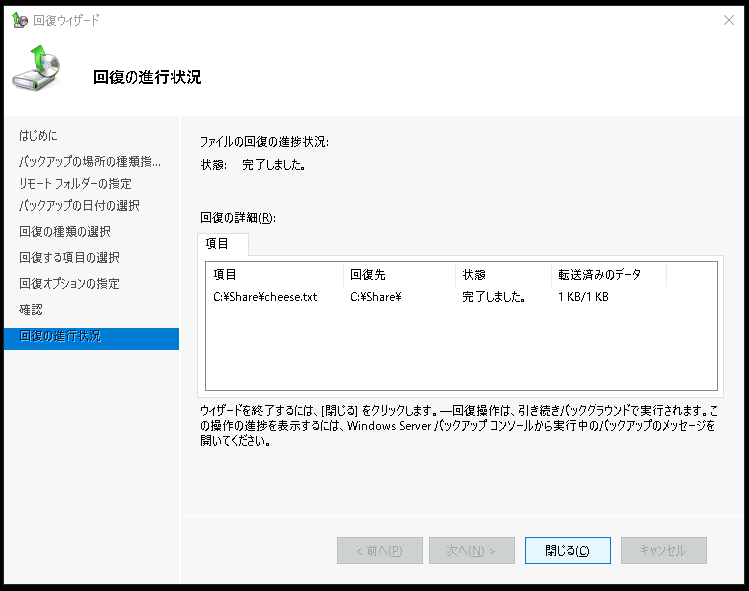 回復ウィザード
回復の進行状況
はじめに
バックアップの場所の種類指...
リモート フォルダーの指定
バックアップの日付の選択
回復の種類の選択
回復する項目の選択
回復オプションの指定
確認
回復の進行状況
ファイルの回復の進捗状況:
状態: 完了しました。
回復の詳細(R):
項目
項目 回復先 状態 転送済みのデータ
C:¥Share¥cheese.txt C:¥Share¥ 完了しました。 1 KB/1 KB
ウィザードを終了するには、[閉じる] をクリックします。―回復操作は、引き続きバックグラウンドで実行されます。こ
の操作の進捗を表示するには、Windows Server バックアップ コンソールから実行中のバックアップのメッセージを
開いてください。
< 前へ(P) 次へ(N) > 閉じる(C) キャンセル